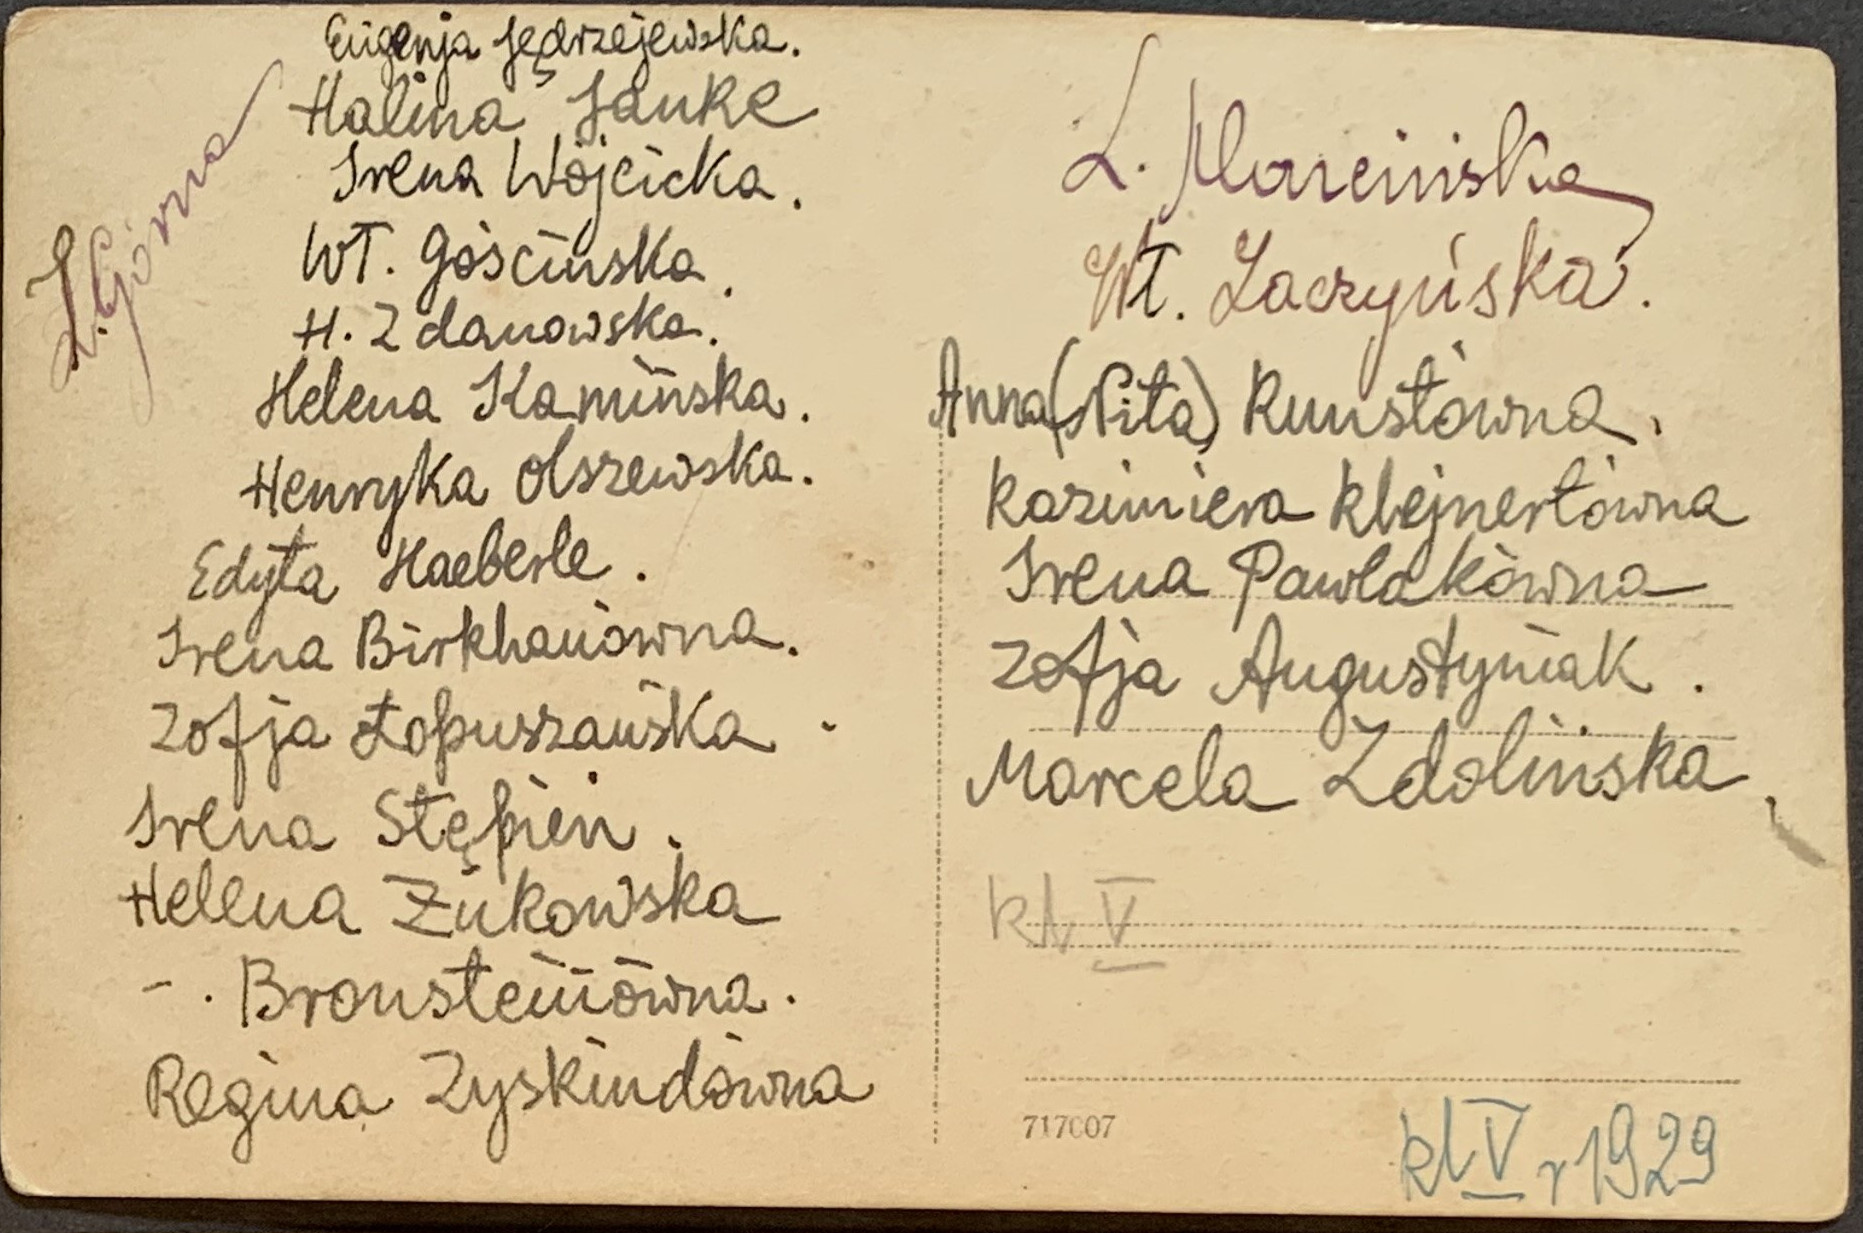 Eugenja Jędrzejewska.
Halina Janke
Irena Wójcicka.
Wł. Gościńska.
H. Zdanowska.
Helena Kamińska.
Henryka Olszewska.
Edyta Haeberle.
Irena Birkhanówna.
Zofja Łopuszańska.
Irena Stępień.
Helena Żukowska
- . Bronsteinówna.
Regina Zyskindówna
Górna
L. Marcińska
Wł. Łaczyńska.
Anna (Nita) Kunstówna.
Kazimiera Klejnertówna
Irena Pawlakówna
Zofja Augustyniak.
Marcela Zdolińska,
kl V
717007
kl V r 1929